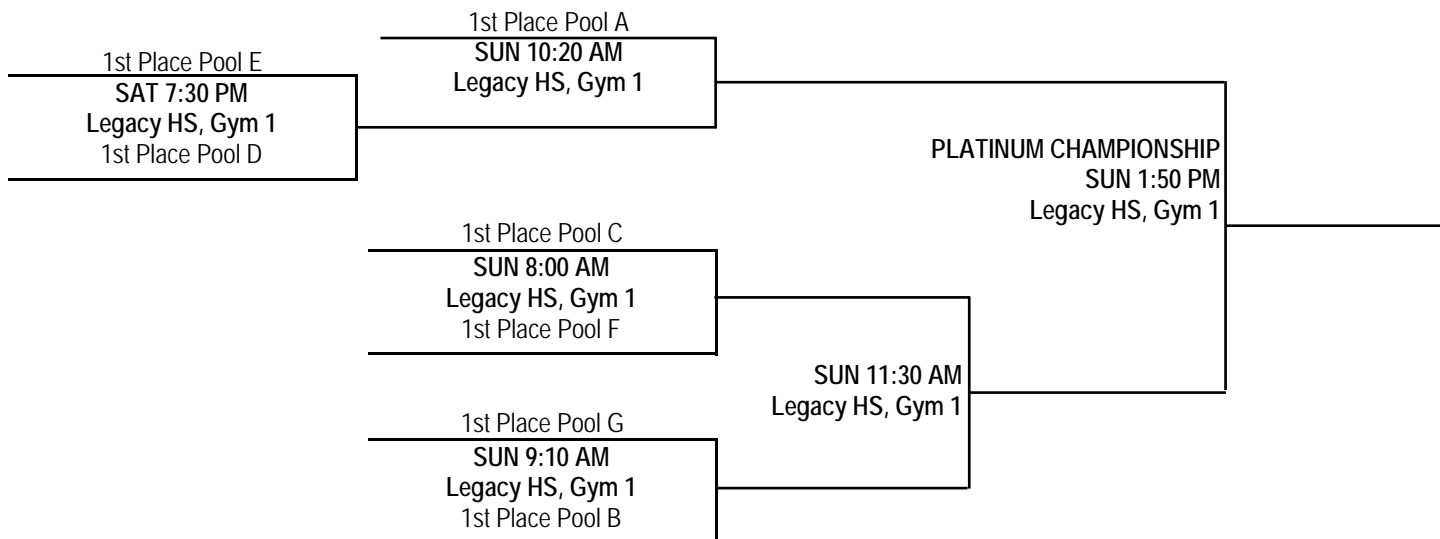 1st Place Pool A
SUN 10:20 AM
Legacy HS, Gym 1
1st Place Pool E
SAT 7:30 PM
Legacy HS, Gym 1
1st Place Pool D
PLATINUM CHAMPIONSHIP
SUN 1:50 PM
Legacy HS, Gym 1
1st Place Pool C
SUN 8:00 AM
Legacy HS, Gym 1
1st Place Pool F
SUN 11:30 AM
Legacy HS, Gym 1
1st Place Pool G
SUN 9:10 AM
Legacy HS, Gym 1
1st Place Pool B